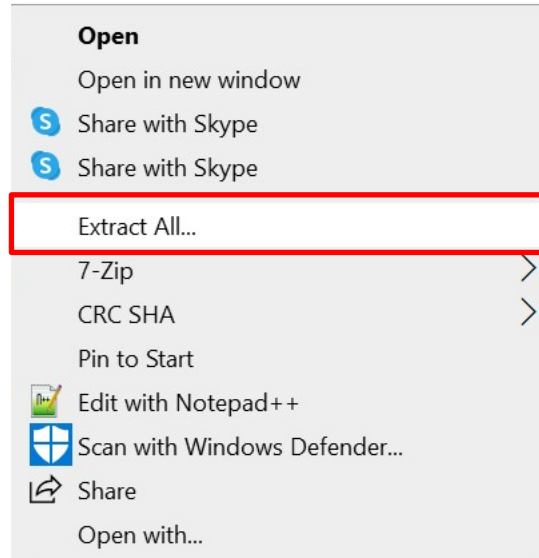 Open
Open in new window
Share with Skype
Share with Skype
Extract All...
7-Zip
CRC SHA
Pin to Start
Edit with Notepad++
Scan with Windows Defender...
Share
Open with...